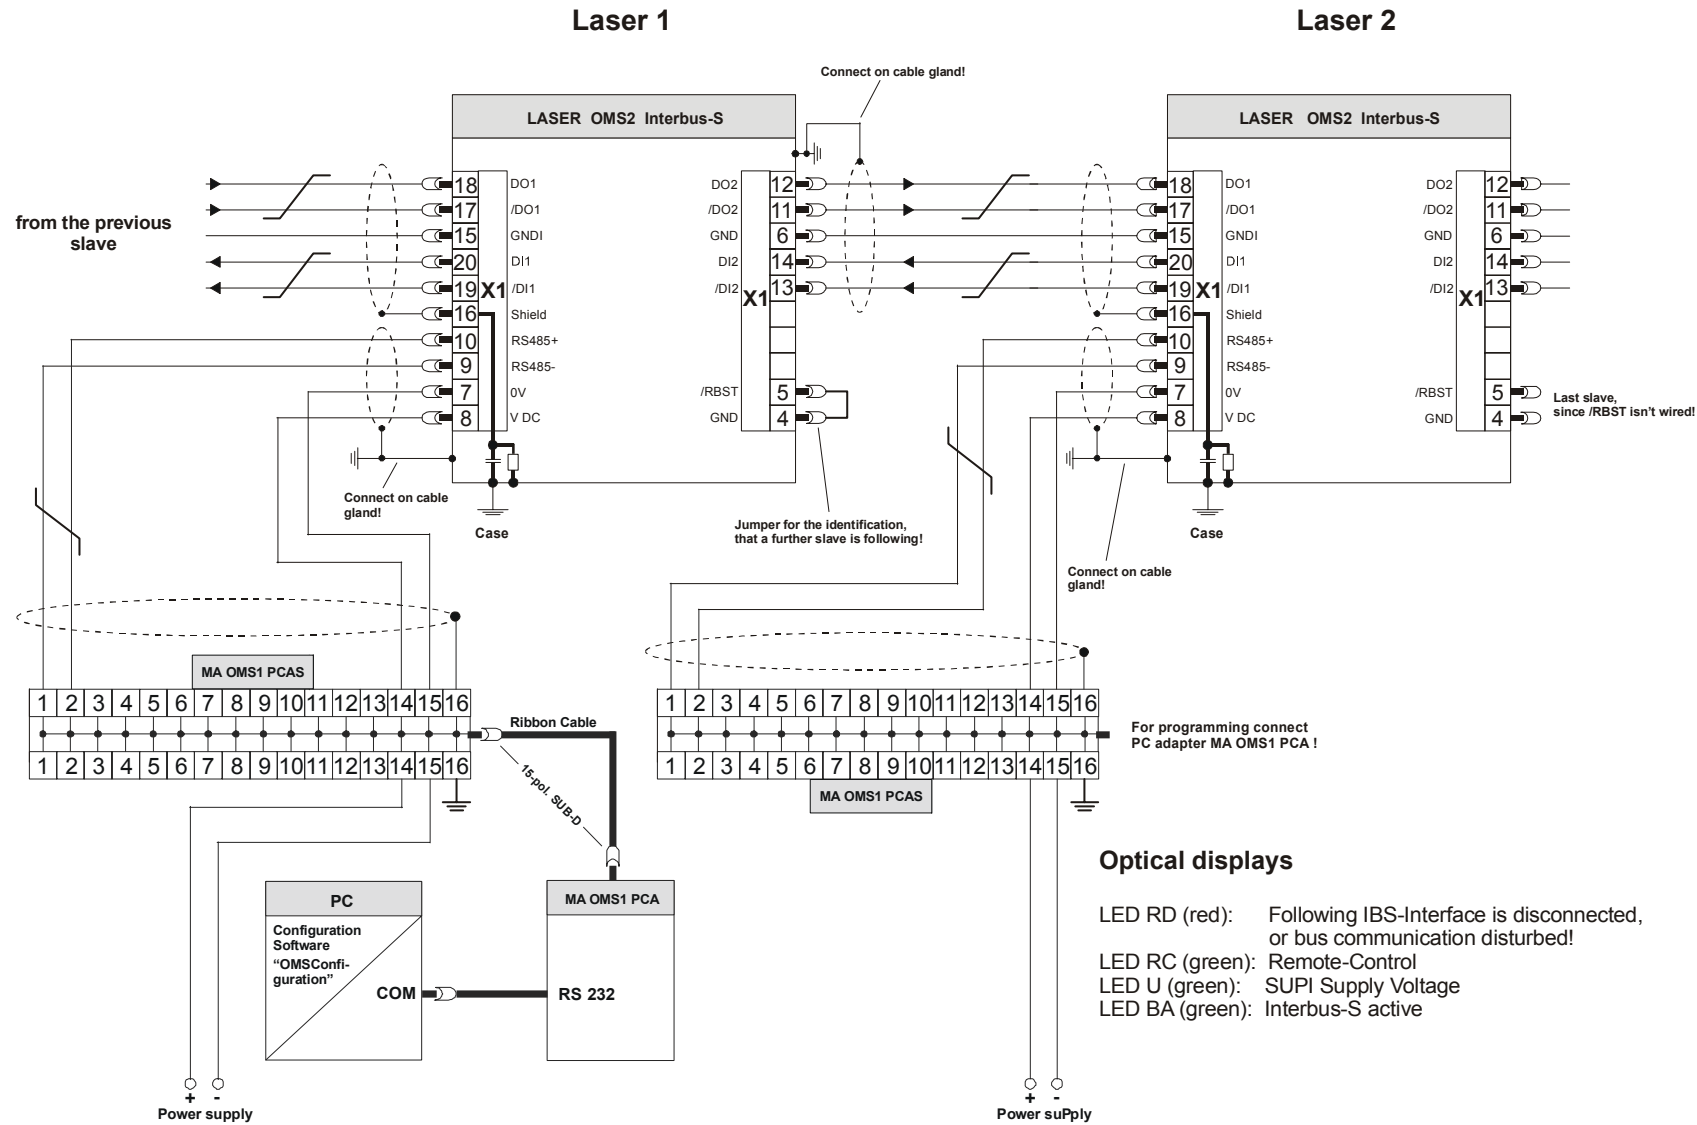 Laser 1
Laser 2
Connect on cable gland!
LASER OMS2 Interbus-S
LASER OMS2 Interbus-S
from the previous
slave
18 DO1
17 /DO1
15 GNDI
20 DI1
19 /DI1
16 Shield
10 RS485+
9 RS485-
7 0V
8 V DC
X1
DO2 12
/DO2 11
GND 6
DI2 14
/DI2 13
/RBST 5
GND 4
X1
18 DO1
17 /DO1
15 GNDI
20 DI1
19 /DI1
16 Shield
10 RS485+
9 RS485-
7 0V
8 V DC
X1
DO2 12
/DO2 11
GND 6
DI2 14
/DI2 13
/RBST 5
GND 4
X1
Last slave,
since /RBST isn't wired!
Connect on cable
gland!
Case
Jumper for the identification,
that a further slave is following!
Case
Connect on cable
gland!
MA OMS1 PCAS
1 2 3 4 5 6 7 8 9 10 11 12 13 14 15 16
1 2 3 4 5 6 7 8 9 10 11 12 13 14 15 16
Ribbon Cable
15-pol. SUB-D
1 2 3 4 5 6 7 8 9 10 11 12 13 14 15 16
1 2 3 4 5 6 7 8 9 10 11 12 13 14 15 16
MA OMS1 PCAS
For programming connect
PC adapter MA OMS1 PCA !
PC
Configuration
Software
“OMSConfi-
guration”
COM
MA OMS1 PCA
RS 232
Optical displays
LED RD (red): Following IBS-Interface is disconnected,
or bus communication disturbed!
LED RC (green): Remote-Control
LED U (green): SUPI Supply Voltage
LED BA (green): Interbus-S active
+ -
Power supply
+ -
Power suPply